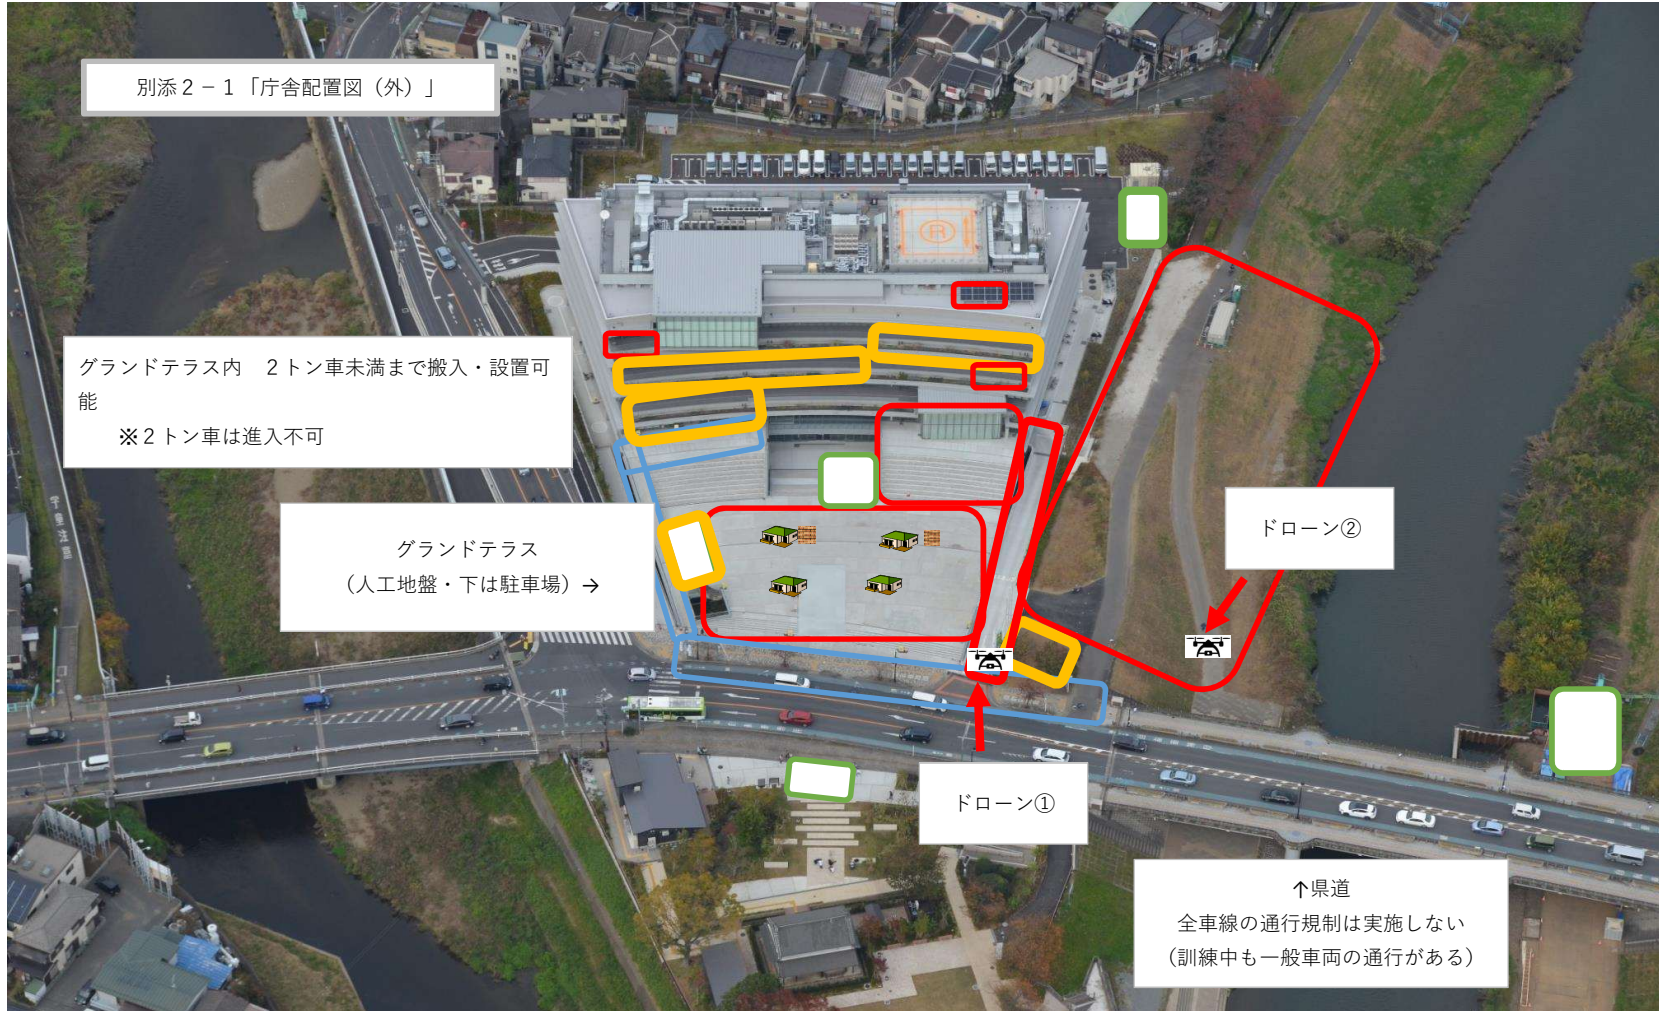 別添２－１「庁舎配置図（外）」
グランドテラス内　２トン車未満まで搬入・設置可
能
※２トン車は進入不可
グランドテラス
（人工地盤・下は駐車場）→
ドローン②
ドローン①
↑県道
全車線の通行規制は実施しない
（訓練中も一般車両の通行がある）
R